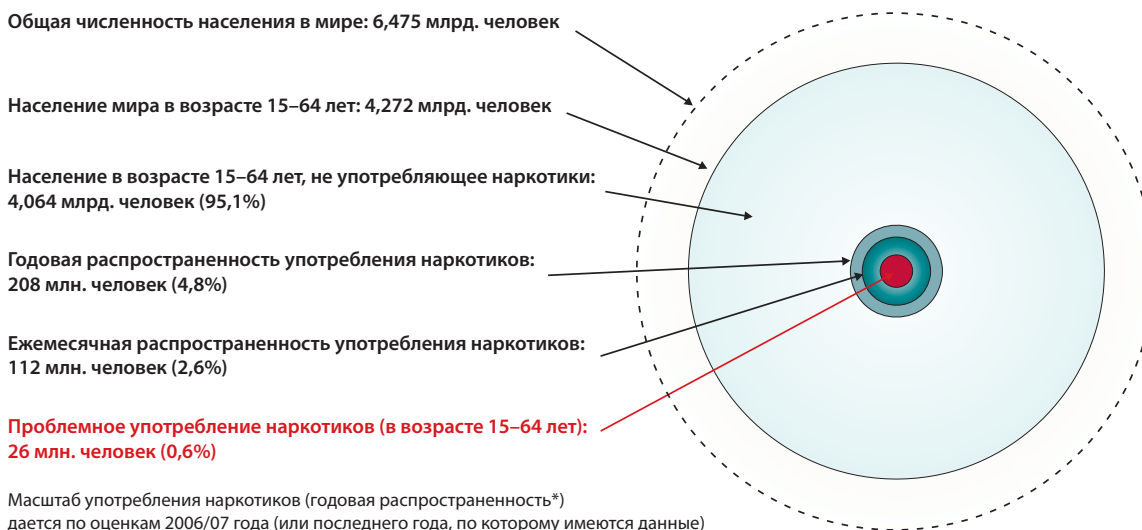 Общая численность населения в мире: 6,475 млрд. человек
Население мира в возрасте 15–64 лет: 4,272 млрд. человек
Население в возрасте 15–64 лет, не употребляющее наркотики:
4,064 млрд. человек (95,1%)
Годовая распространенность употребления наркотиков:
208 млн. человек (4,8%)
Ежемесячная распространенность употребления наркотиков:
112 млн. человек (2,6%)
Проблемное употребление наркотиков (в возрасте 15–64 лет):
26 млн. человек (0,6%)
Масштаб употребления наркотиков (годовая распространенность*)
дается по оценкам 2006/07 года (или последнего года, по которому имеются данные)